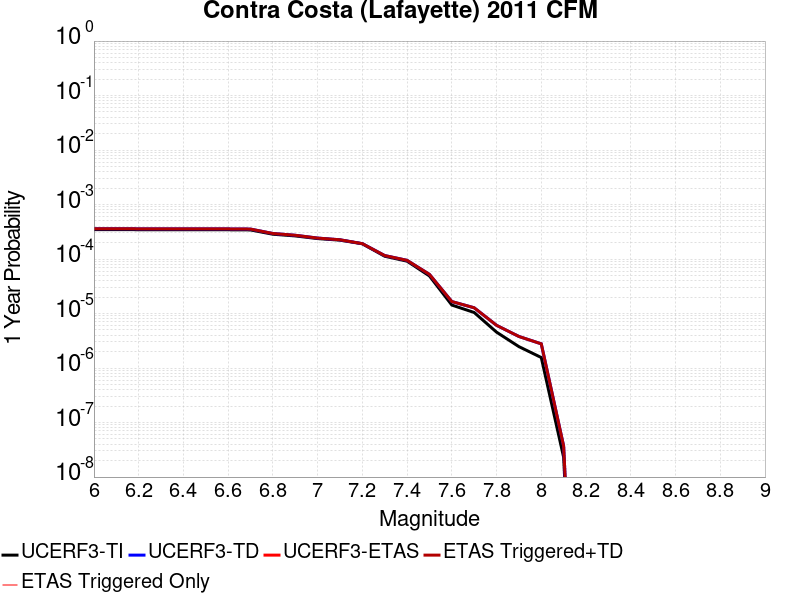 Contra Costa (Lafayette) 2011 CFM
10^0
10^-1
10^-2
10^-3
10^-4
10^-5
10^-6
10^-7
10^-8
1 Year Probability
6 6.2 6.4 6.6 6.8 7 7.2 7.4 7.6 7.8 8 8.2 8.4 8.6 8.8 9
Magnitude
UCERF3-TI UCERF3-TD UCERF3-ETAS ETAS Triggered+TD
ETAS Triggered Only